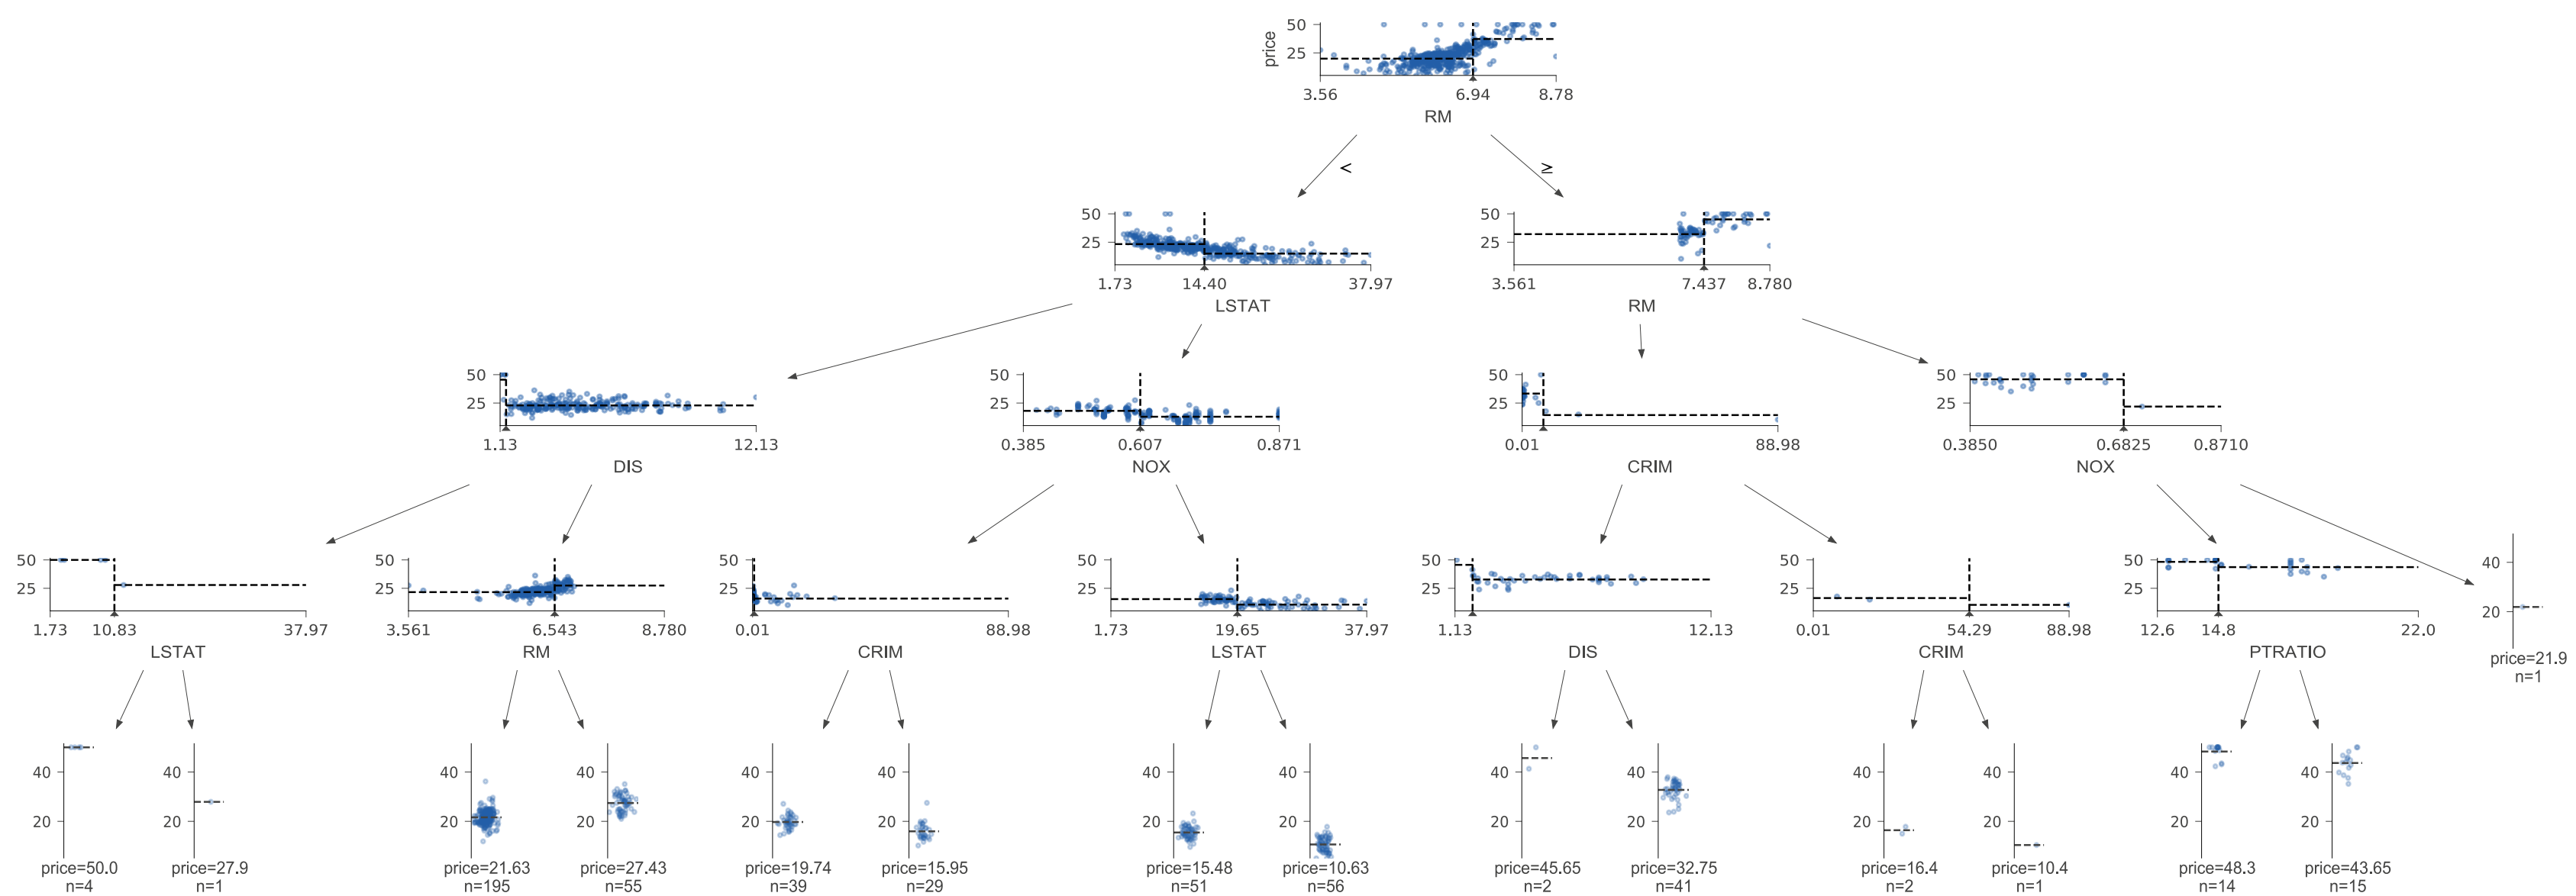 50
25
price
3.56 6.94 8.78
RM
< ≥
50
25
1.73 14.40 37.97
LSTAT
50
25
3.561 7.437 8.780
RM
50
25
1.13 12.13
DIS
50
25
0.385 0.607 0.871
NOX
50
25
0.01 88.98
CRIM
50
25
0.3850 0.6825 0.8710
NOX
50
25
1.73 10.83 37.97
LSTAT
50
25
3.561 6.543 8.780
RM
50
25
0.01 88.98
CRIM
50
25
1.73 19.65 37.97
LSTAT
50
25
1.13 12.13
DIS
50
25
0.01 54.29 88.98
CRIM
50
25
12.6 14.8 22.0
PTRATIO
40
20
price=21.9
n=1
40
20
price=50.0
n=4
40
20
price=27.9
n=1
40
20
price=21.63
n=195
40
20
price=27.43
n=55
40
20
price=19.74
n=39
40
20
price=15.95
n=29
40
20
price=15.48
n=51
40
20
price=10.63
n=56
40
20
price=45.65
n=2
40
20
price=32.75
n=41
40
20
price=16.4
n=2
40
20
price=10.4
n=1
40
20
price=48.3
n=14
40
20
price=43.65
n=15